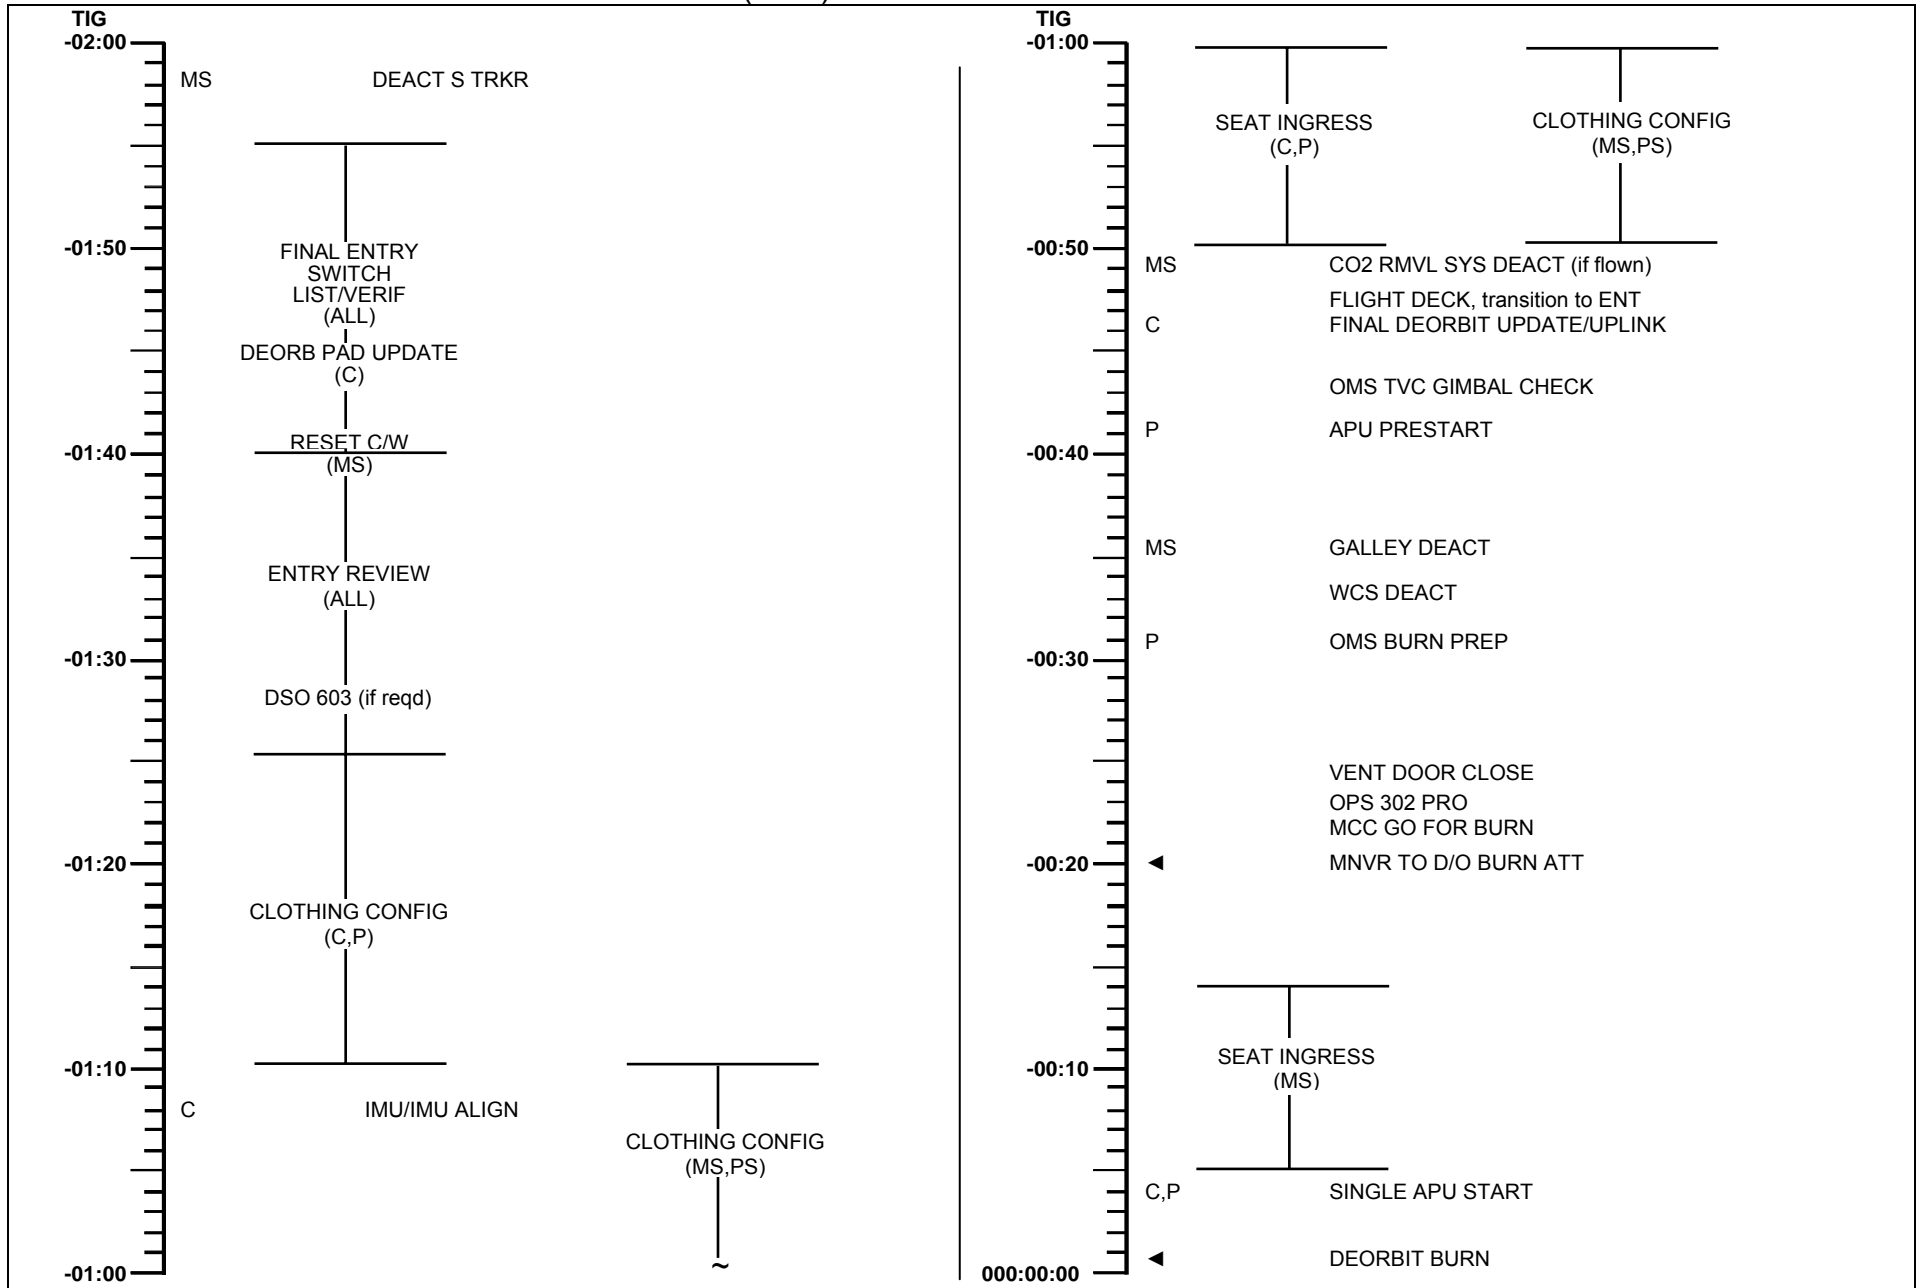 TIG
-02:00
MS DEACT S TRKR
-01:50
FINAL ENTRY
SWITCH
LIST/VERIF
(ALL)
DEORB PAD UPDATE
(C)
RESET C/W
-01:40
(MS)
ENTRY REVIEW
(ALL)
-01:30
DSO 603 (if reqd)
-01:20
CLOTHING CONFIG
(C,P)
-01:10
C IMU/IMU ALIGN
CLOTHING CONFIG
(MS,PS)
~
-01:00
TIG
-01:00
SEAT INGRESS
(C,P)
CLOTHING CONFIG
(MS,PS)
-00:50
MS CO2 RMVL SYS DEACT (if flown)
FLIGHT DECK, transition to ENT
C FINAL DEORBIT UPDATE/UPLINK
OMS TVC GIMBAL CHECK
P APU PRESTART
-00:40
MS GALLEY DEACT
WCS DEACT
P OMS BURN PREP
-00:30
VENT DOOR CLOSE
OPS 302 PRO
MCC GO FOR BURN
-00:20 ◄ MNVR TO D/O BURN ATT
SEAT INGRESS
-00:10
(MS)
C,P SINGLE APU START
◄ DEORBIT BURN
000:00:00